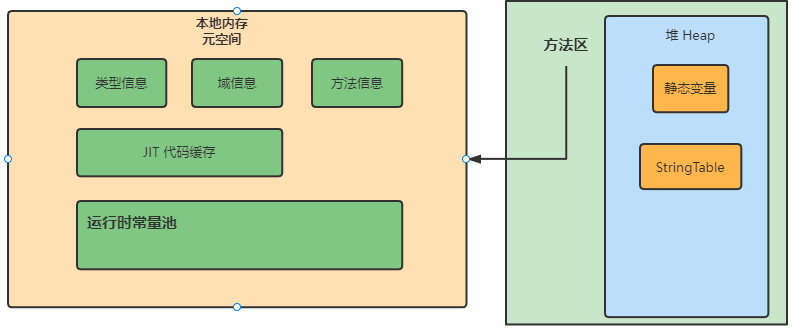 本地内存
元空间
类型信息
域信息
方法信息
JIT 代码缓存
运行时常量池
方法区
堆 Heap
静态变量
StringTable